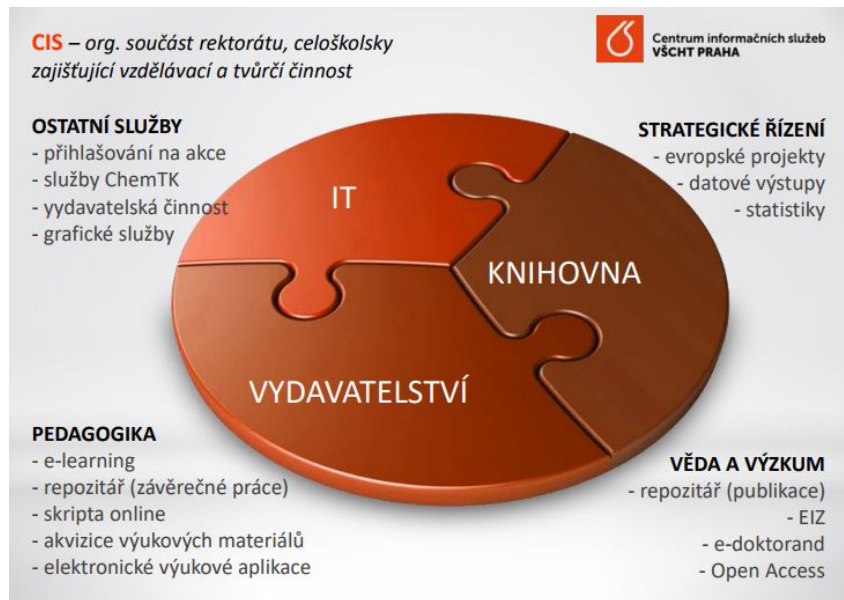 CIS – org. součást rektorátu, celoškolsky
zajišťující vzdělávací a tvůrčí činnost
Centrum informačních služeb
VŠCHT PRAHA
OSTATNÍ SLUŽBY
- přihlašování na akce
- služby ChemTK
- yydavatelská činnost
- grafické služby
STRATEGICKÉ ŘÍZENÍ
- evropské projekty
- datové výstupy
- statistiky
IT
KNIHOVNA
VYDAVATELSTVÍ
PEDAGOGIKA
- e-learning
- repozitář (závěrečné práce)
- skripta online
- akvizice výukových materiálů
- elektronické výukové aplikace
VĚDA A VÝZKUM
- repozitář (publikace)
- EIZ
- e-doktorand
- Open Access